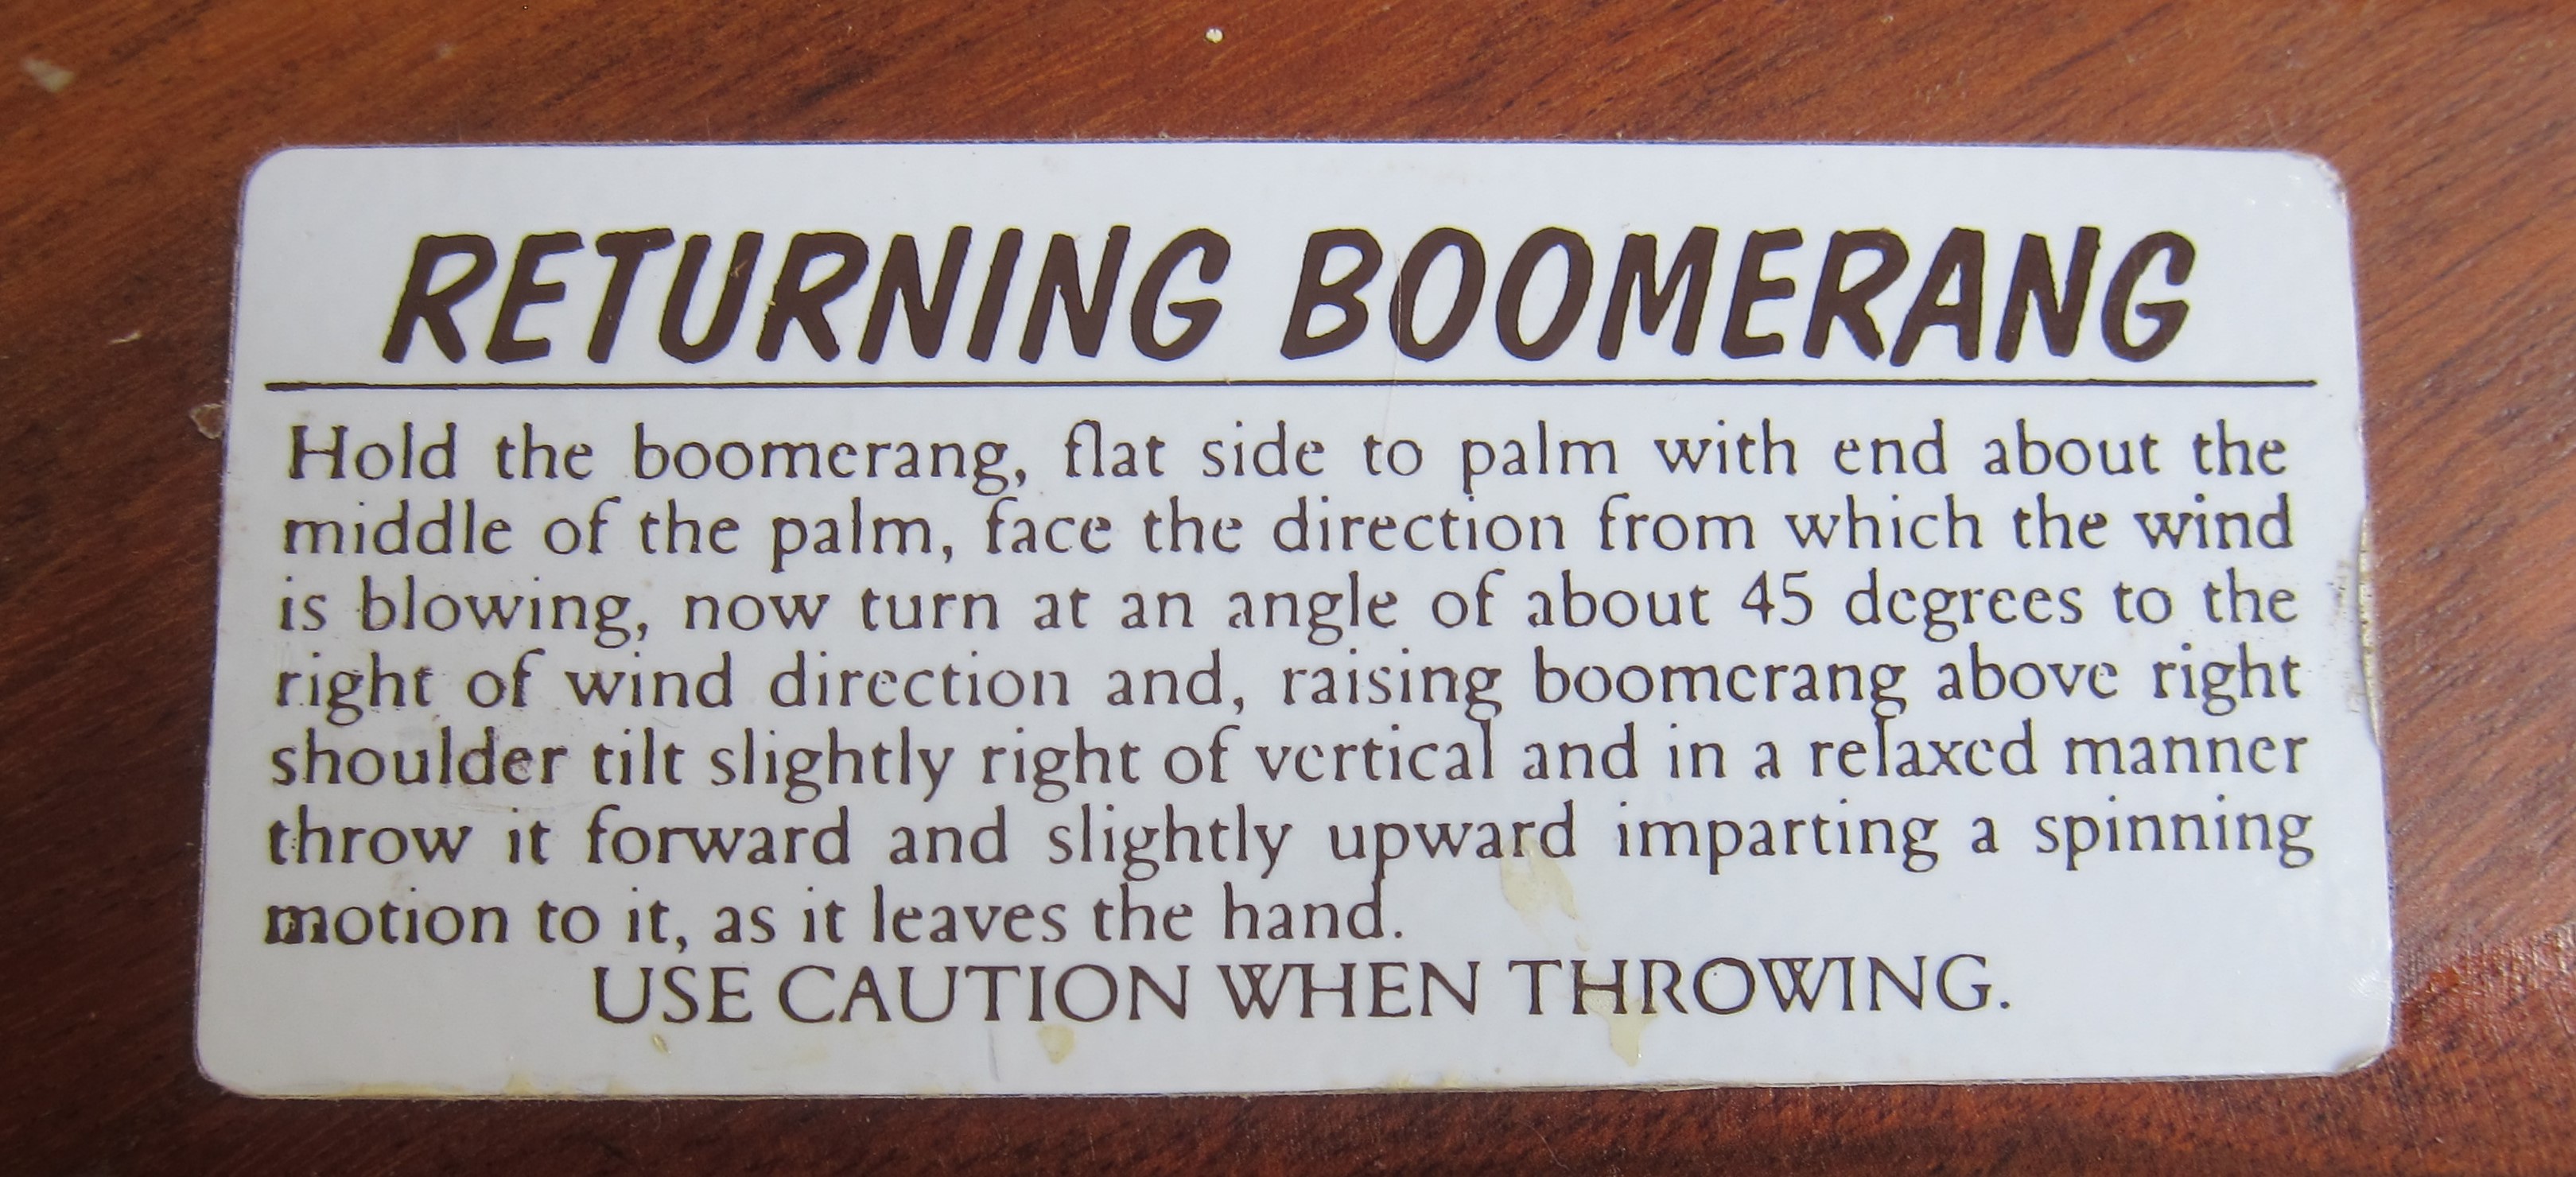 RETURNING BOOMERANG
Hold the boomerang, flat side to palm with end about the
middle of the palm, face the direction from which the wind
is blowing, now turn at an angle of about 45 degrees to the
right of wind direction and, raising boomerang above right
shoulder tilt slightly right of vertical and in a relaxed manner
throw it forward and slightly upward imparting a spinning
motion to it, as it leaves the hand.
USE CAUTION WHEN THROWING.